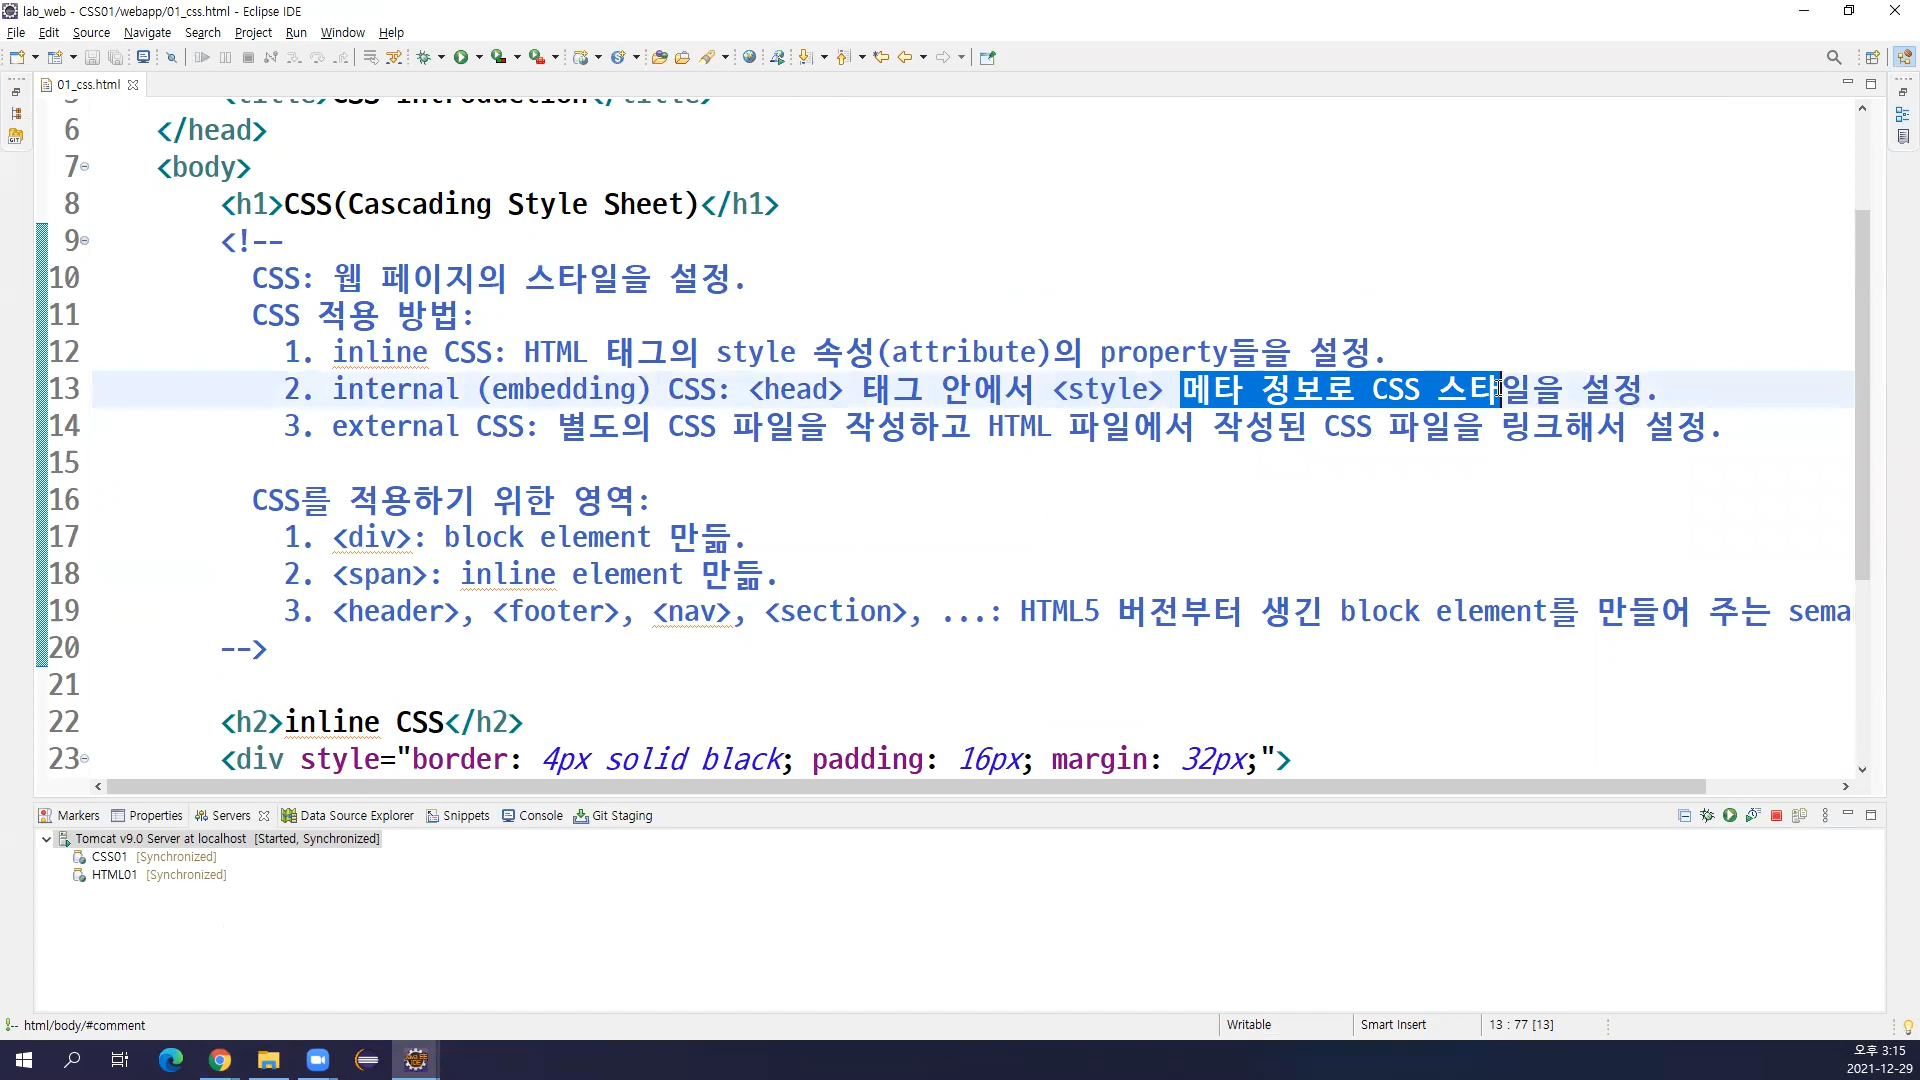 lab_web - CSS01/webapp/01_css.html - Eclipse IDE
File Edit Source Navigate Search Project Run Window Help
01_css.html
<title>CSS Introduction</title>
6 </head>
7 <body>
8 <h1>CSS(Cascading Style Sheet)</h1>
9 <!--
10 CSS: 웹 페이지의 스타일을 설정.
11 CSS 적용 방법:
12 1. inline CSS: HTML 태그의 style 속성(attribute)의 property들을 설정.
13 2. internal (embedding) CSS: <head> 태그 안에서 <style> 메타 정보로 CSS 스타일을 설정.
14 3. external CSS: 별도의 CSS 파일을 작성하고 HTML 파일에서 작성된 CSS 파일을 링크해서 설정.
15
16 CSS를 적용하기 위한 영역:
17 1. <div>: block element 만듦.
18 2. <span>: inline element 만듦.
19 3. <header>, <footer>, <nav>, <section>, ...: HTML5 버전부터 생긴 block element를 만들어 주는 sema
20 -->
21
22 <h2>inline CSS</h2>
23 <div style="border: 4px solid black; padding: 16px; margin: 32px;">
Markers Properties Servers Data Source Explorer Snippets Console Git Staging
Tomcat v9.0 Server at localhost [Started, Synchronized]
CSS01 [Synchronized]
HTML01 [Synchronized]
html/body/#comment Writable Smart Insert 13 : 77 [13]
오후 3:15
2021-12-29